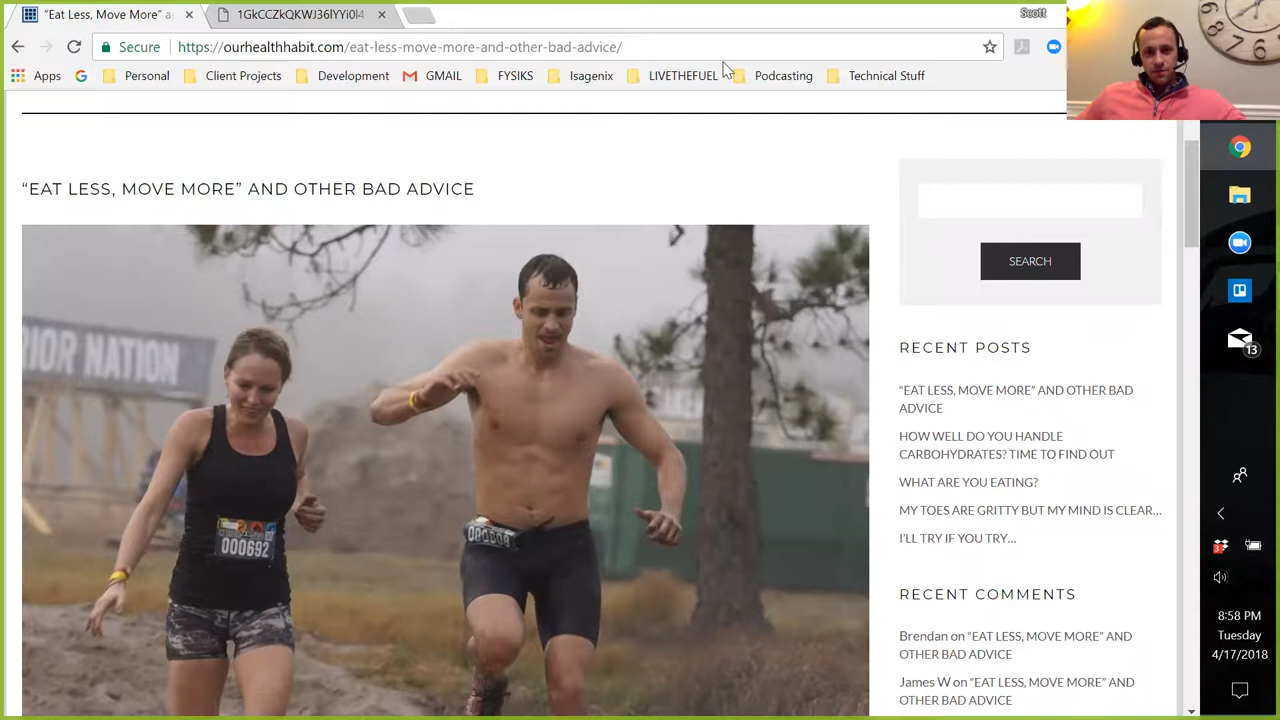 “Eat Less, Move More” a
1GkCCZkQKWJ3RtYYi0l4
Scott
Secure
https://ourhealthhabit.com/eat-less-move-more-and-other-bad-advice/
Apps
Personal
Client Projects
Development
GMAIL
FYSIKS
Isagenix
LIVETHEFUEL
Podcasting
Technical Stuff
“EAT LESS, MOVE MORE” AND OTHER BAD ADVICE
RIOR NATION
000692
SEARCH
RECENT POSTS
“EAT LESS, MOVE MORE” AND OTHER BAD
ADVICE
HOW WELL DO YOU HANDLE
CARBOHYDRATES? TIME TO FIND OUT
WHAT ARE YOU EATING?
MY TOES ARE GRITTY BUT MY MIND IS CLEAR…
I’LL TRY IF YOU TRY…
RECENT COMMENTS
Brendan on “EAT LESS, MOVE MORE” AND
OTHER BAD ADVICE
James W on “EAT LESS, MOVE MORE” AND
OTHER BAD ADVICE
13
8:58 PM
Tuesday
4/17/2018